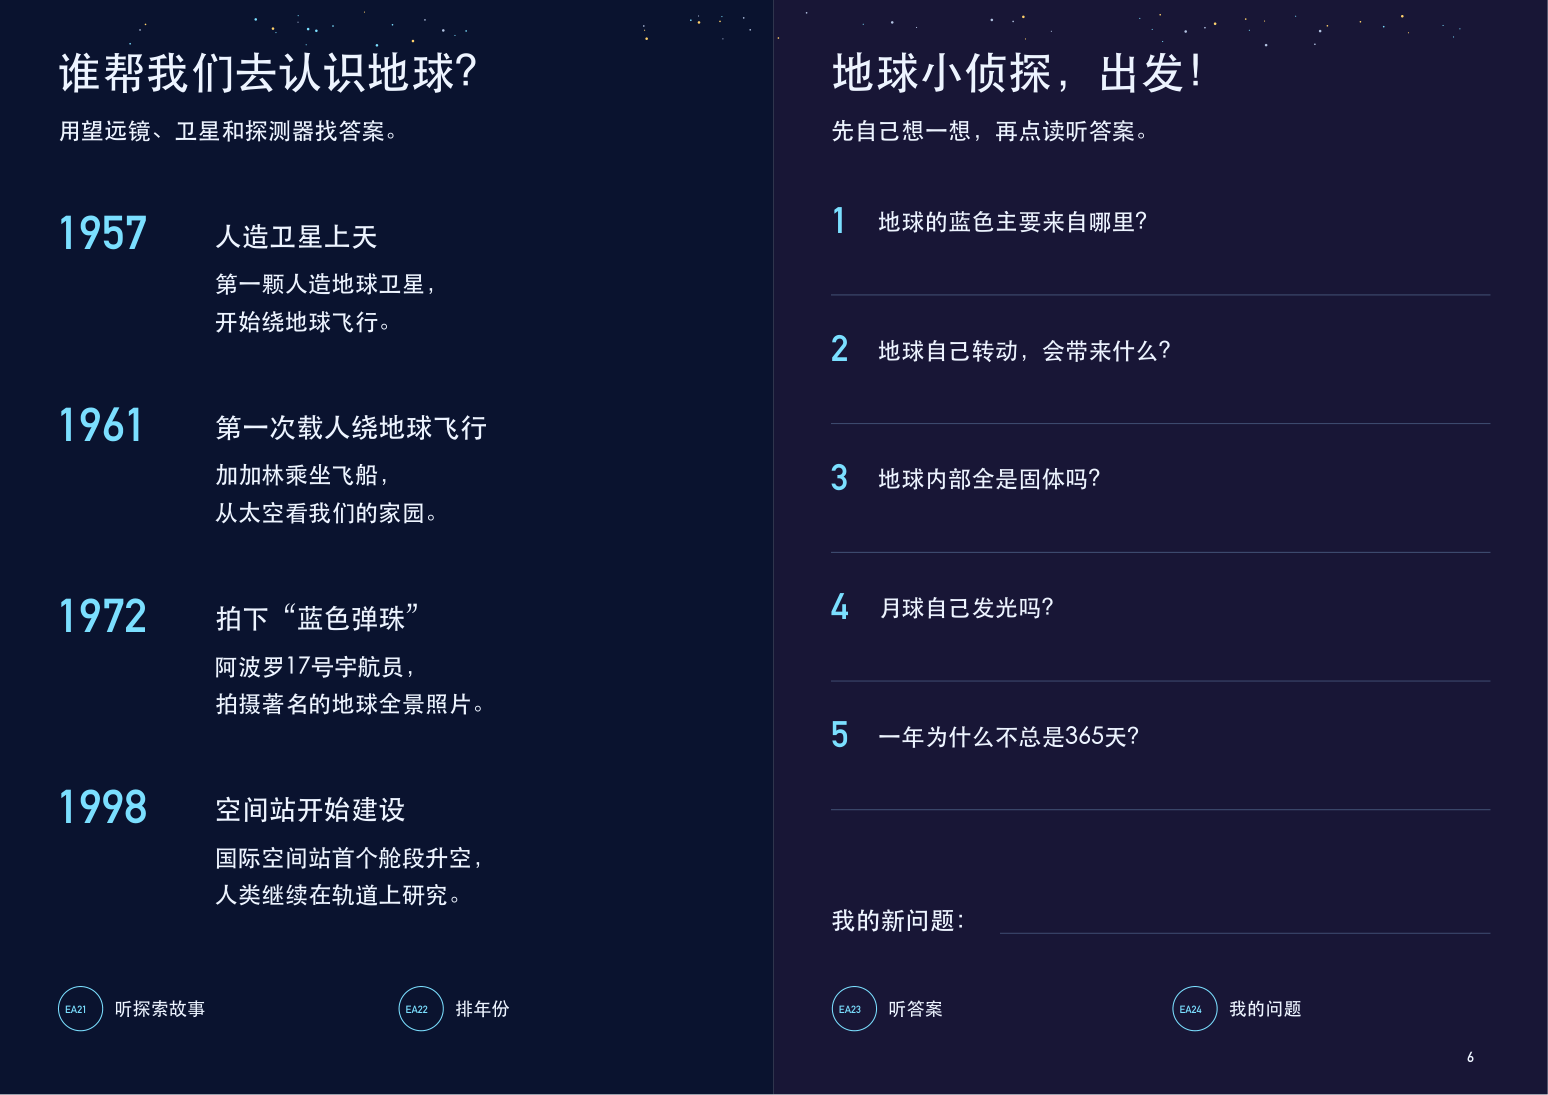 谁帮我们去认识地球？
用望远镜、卫星和探测器找答案。
1957
人造卫星上天
第一颗人造地球卫星，
开始绕地球飞行。
1961
第一次载人绕地球飞行
加加林乘坐飞船，
从太空看我们的家园。
1972
拍下“蓝色弹珠”
阿波罗17号宇航员，
拍摄著名的地球全景照片。
1998
空间站开始建设
国际空间站首个舱段升空，
人类继续在轨道上研究。
EA21 听探索故事
EA22 排年份
地球小侦探，出发！
先自己想一想，再点读听答案。
1 地球的蓝色主要来自哪里？
2 地球自己转动，会带来什么？
3 地球内部全是固体吗？
4 月球自己发光吗？
5 一年为什么不总是365天？
我的新问题：
EA23 听答案
EA24 我的问题
6